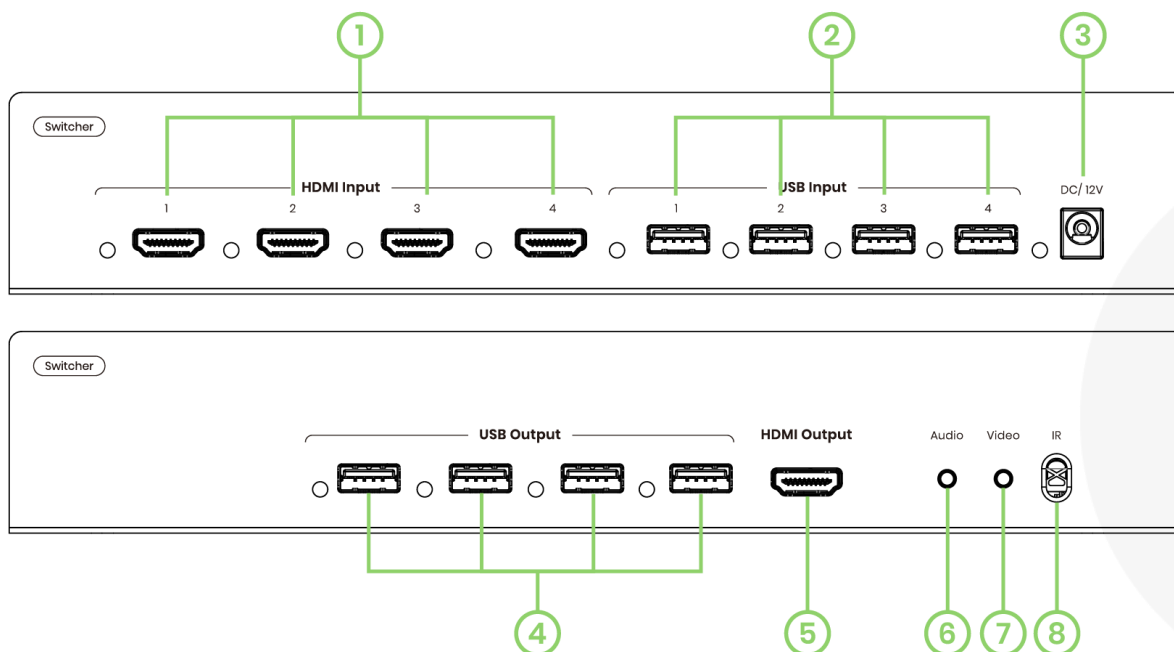 1 2 3
Switcher
HDMI Input USB Input DC/ 12V
1 2 3 4 1 2 3 4
Switcher
USB Output HDMI Output Audio Video IR
4 5 6 7 8